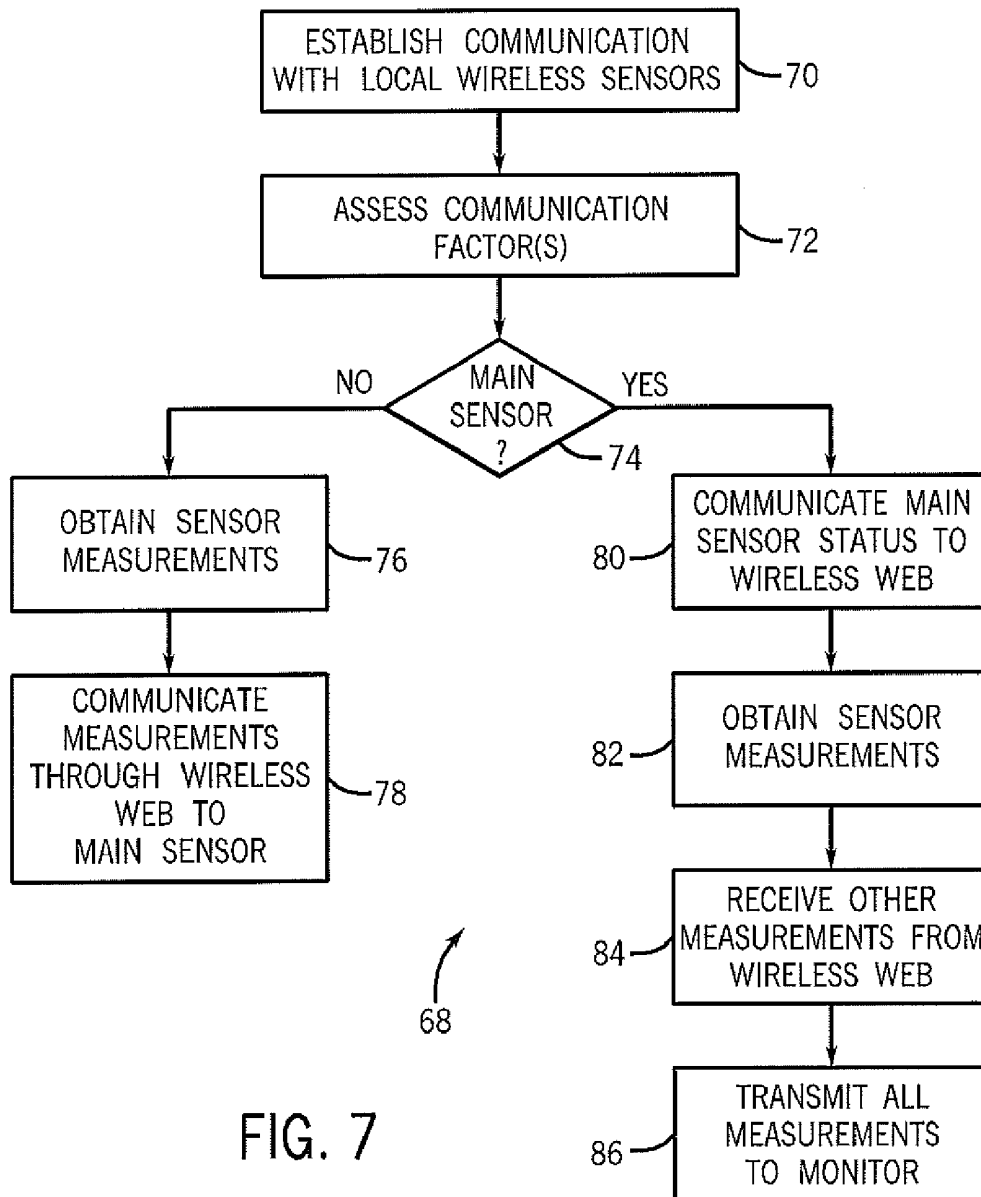 ESTABLISH COMMUNICATION
WITH LOCAL WIRELESS SENSORS
70
ASSESS COMMUNICATION
FACTOR(S)
72
MAIN
SENSOR
?
74
NO
YES
OBTAIN SENSOR
MEASUREMENTS
76
COMMUNICATE
MEASUREMENTS
THROUGH WIRELESS
WEB TO
MAIN SENSOR
78
COMMUNICATE MAIN
SENSOR STATUS TO
WIRELESS WEB
80
OBTAIN SENSOR
MEASUREMENTS
82
RECEIVE OTHER
MEASUREMENTS FROM
WIRELESS WEB
84
TRANSMIT ALL
MEASUREMENTS
TO MONITOR
86
68
FIG. 7